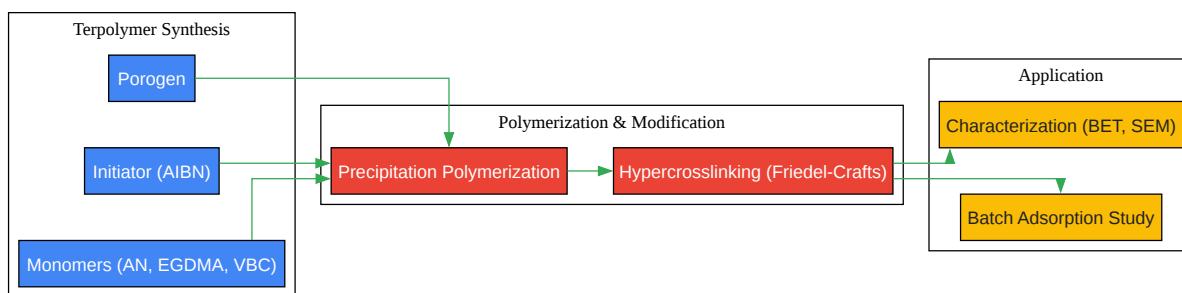 Terpolymer Synthesis
Porogen
Initiator (AIBN)
Monomers (AN, EGDMA, VBC)
Polymerization & Modification
Precipitation Polymerization
Hypercrosslinking (Friedel-Crafts)
Application
Characterization (BET, SEM)
Batch Adsorption Study